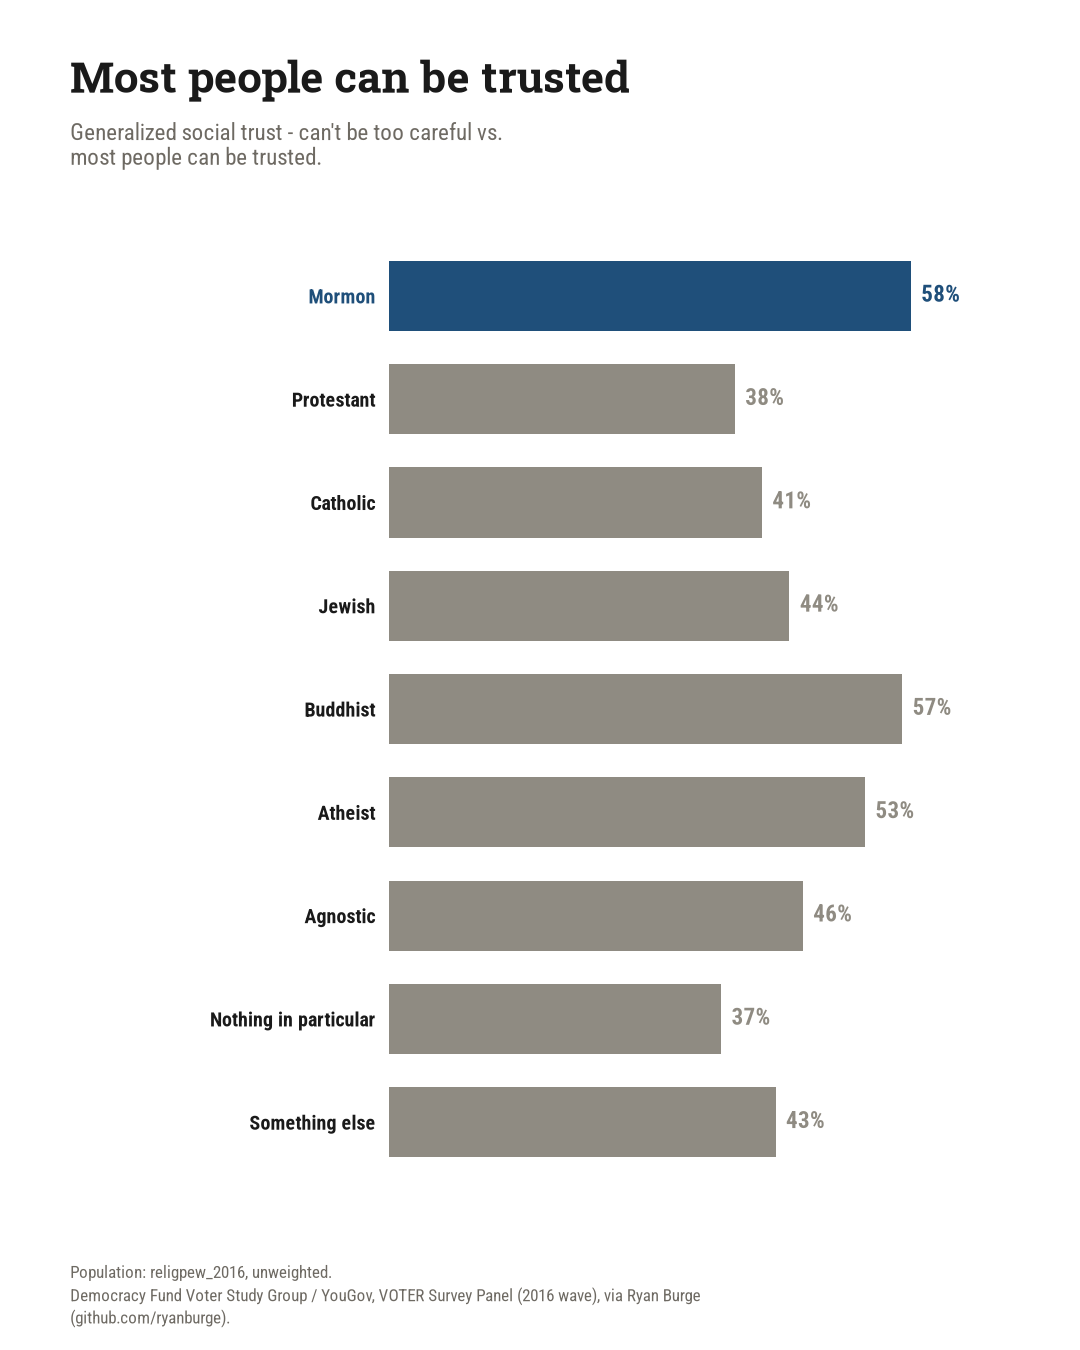 Most people can be trusted
Generalized social trust - can't be too careful vs.
most people can be trusted.
Mormon 58%
Protestant 38%
Catholic 41%
Jewish 44%
Buddhist 57%
Atheist 53%
Agnostic 46%
Nothing in particular 37%
Something else 43%
Population: religpew_2016, unweighted.
Democracy Fund Voter Study Group / YouGov, VOTER Survey Panel (2016 wave), via Ryan Burge
(github.com/ryanburge).